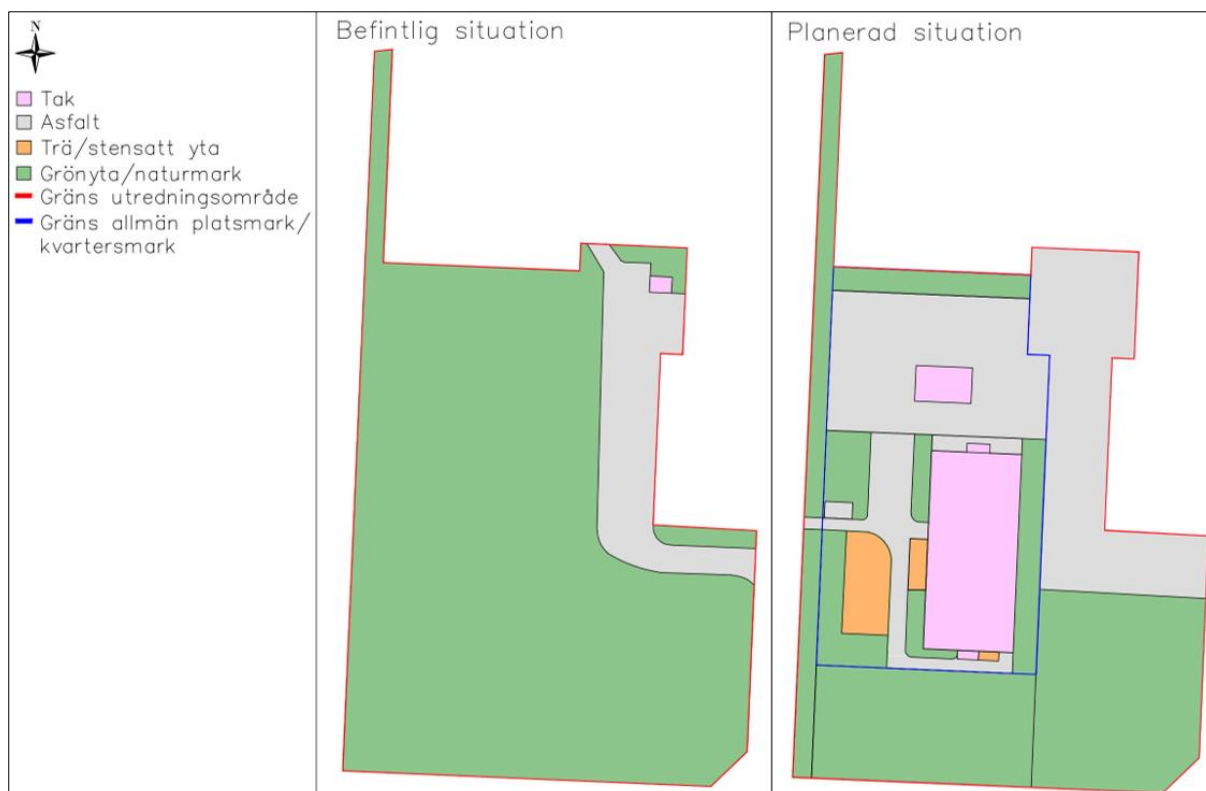 N
Tak
Asfalt
Trä/stensatt yta
Grönyta/naturmark
Gräns utredningsområde
Gräns allmän platsmark/
kvartersmark
Befintlig situation
Planerad situation